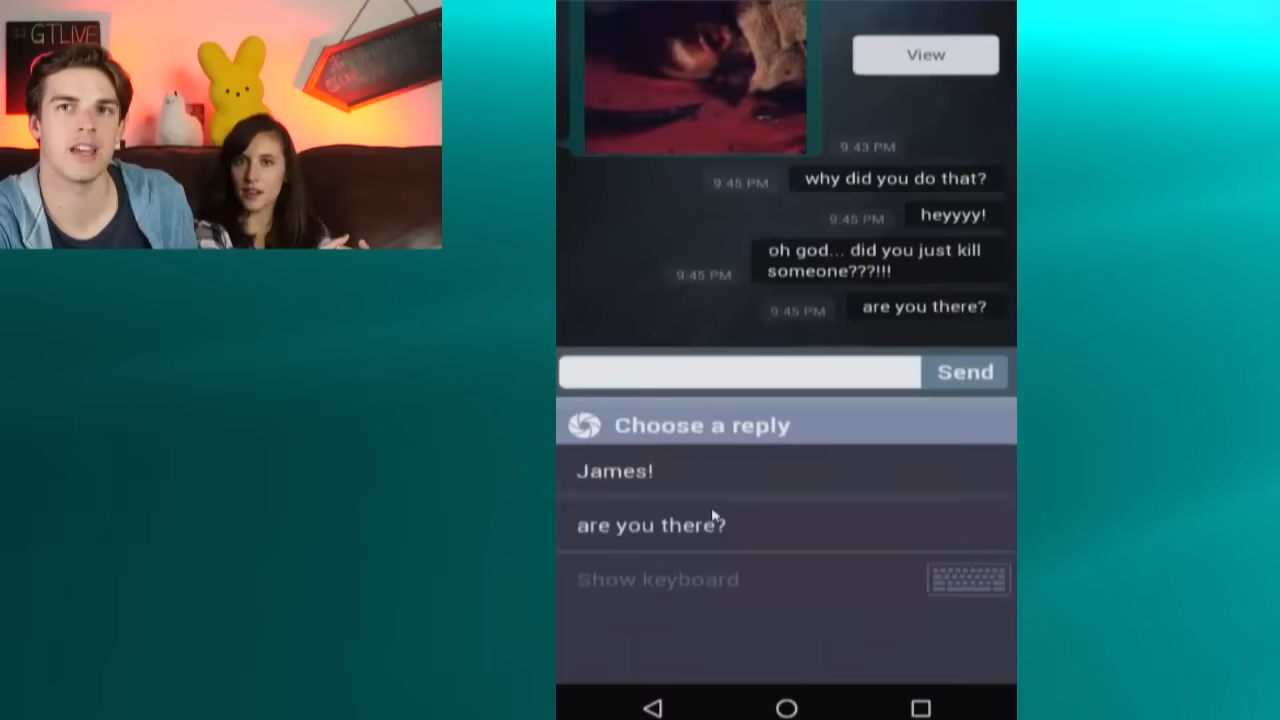 GTLIVE
View
9:43 PM
9:45 PM why did you do that?
9:45 PM heyyyy!
oh god... did you just kill
9:45 PM someone???!!!
9:45 PM are you there?
Send
Choose a reply
James!
are you there?
Show keyboard